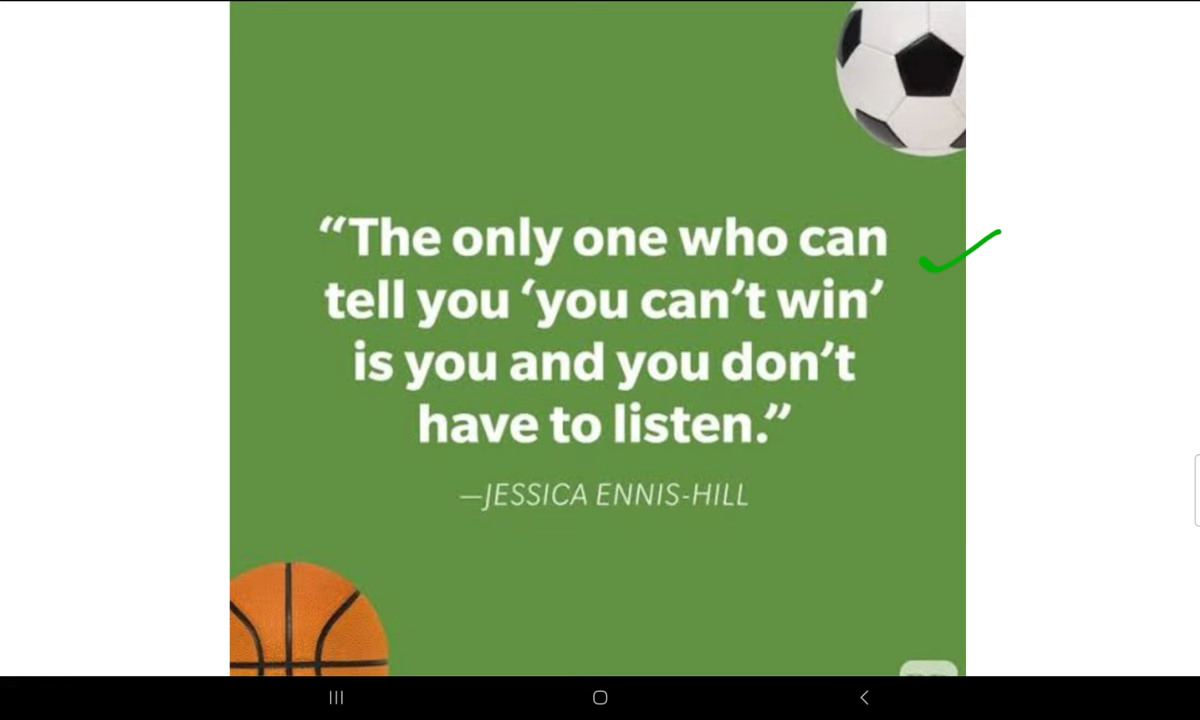 “The only one who can
tell you ‘you can’t win’
is you and you don’t
have to listen.”
—JESSICA ENNIS-HILL